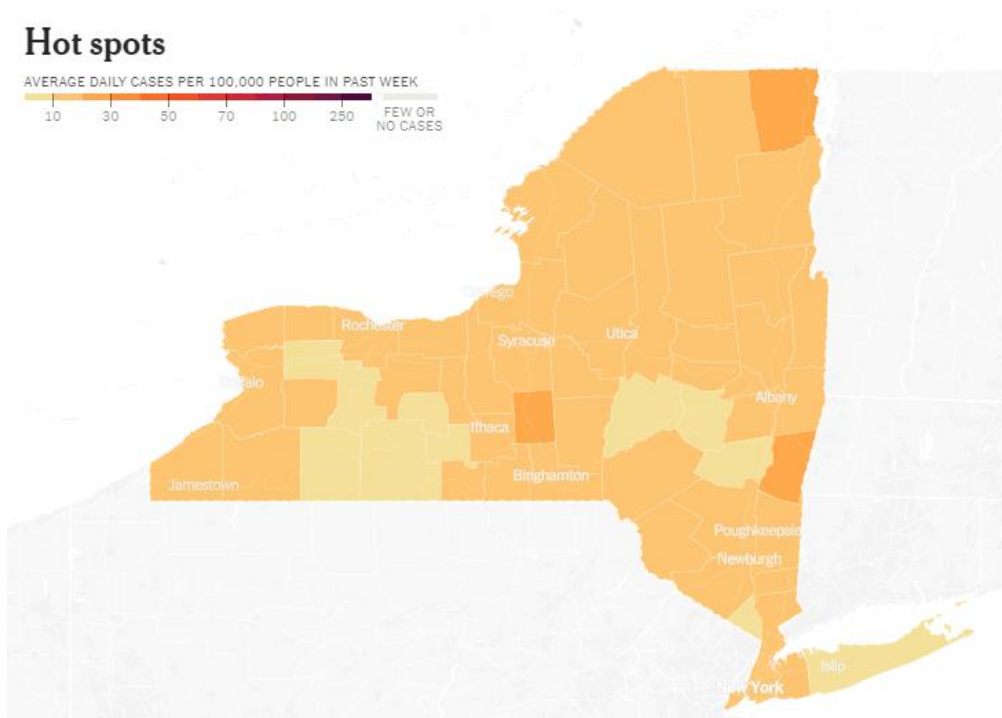 Hot spots
AVERAGE DAILY CASES PER 100,000 PEOPLE IN PAST WEEK
10 30 50 70 100 250 FEW OR
NO CASES
Oswego
Rochester
Syracuse
Utica
Buffalo
Albany
Ithaca
Jamestown
Binghamton
Poughkeepsie
Newburgh
Islip
New York